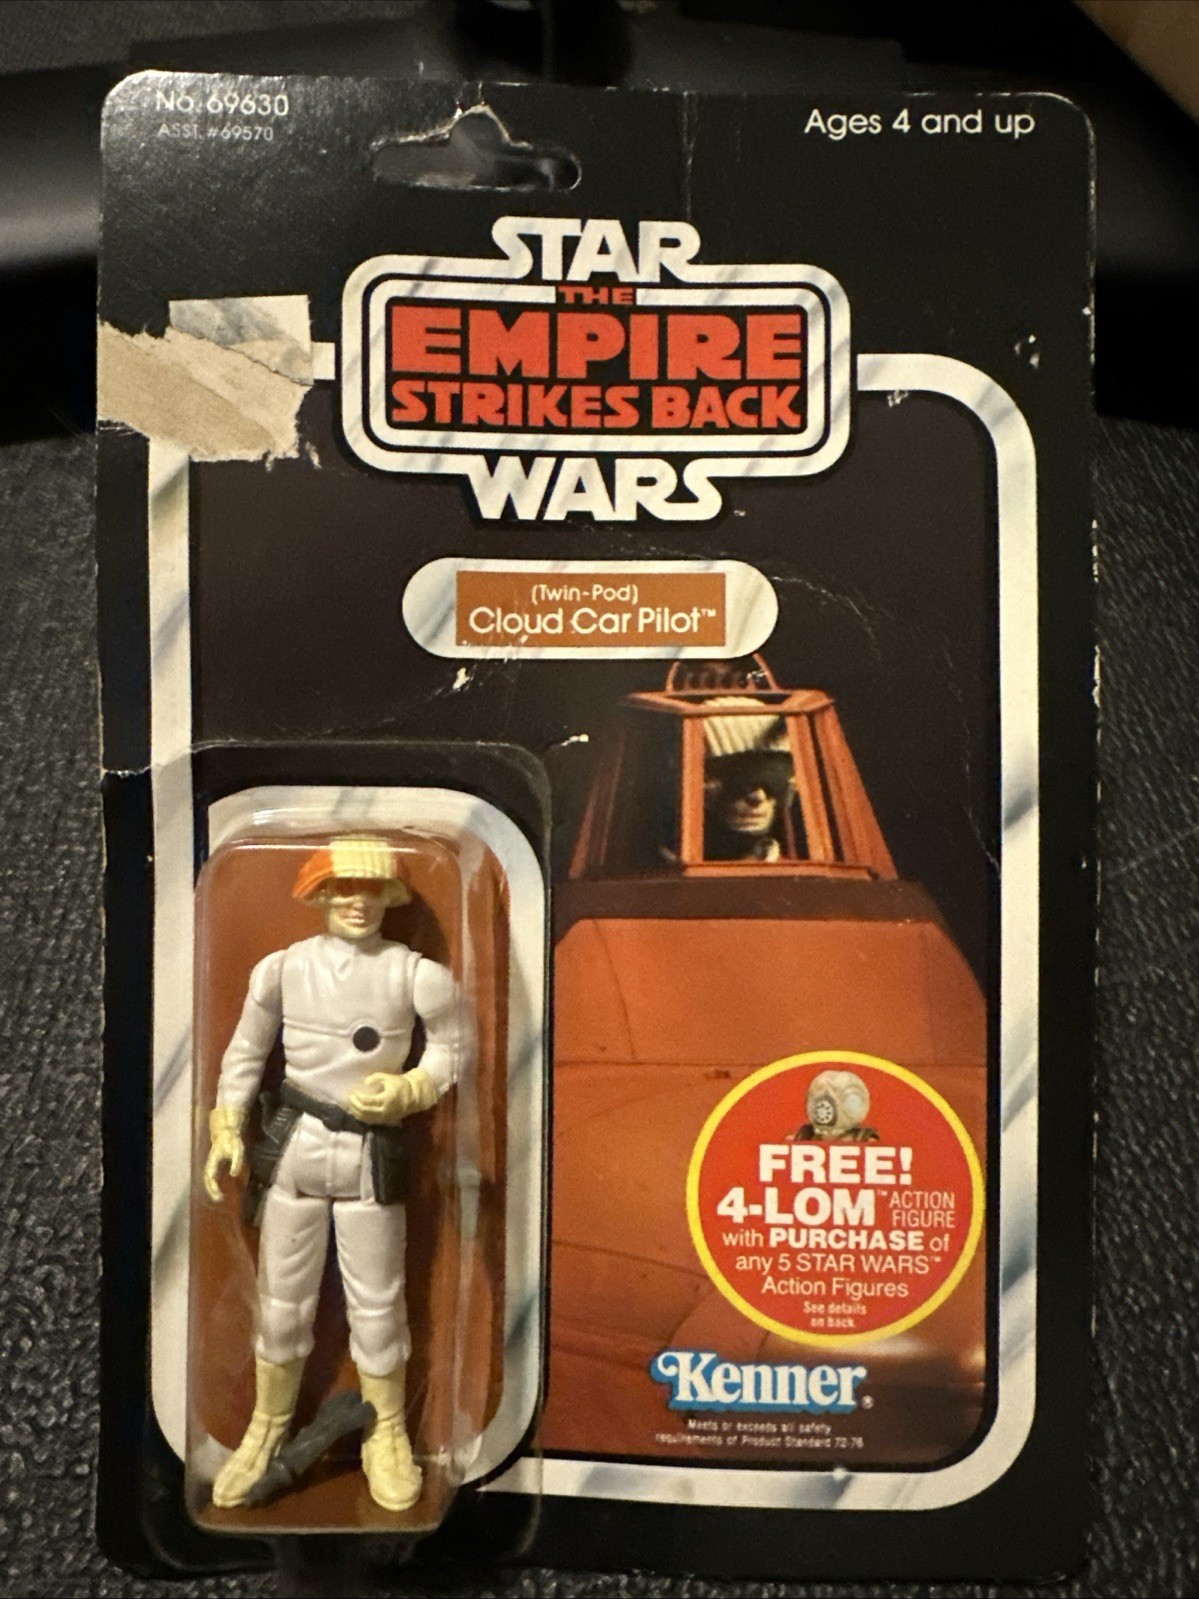 No. 69630
ASST. #69570
Ages 4 and up
STAR
THE
EMPIRE
STRIKES BACK
WARS
(Twin-Pod)
Cloud Car Pilot™
FREE!
4-LOM™ ACTION
FIGURE
with PURCHASE of
any 5 STAR WARS™
Action Figures
See details
on back.
Kenner®
Meets or exceeds all safety
requirements of Product Standard 72-76